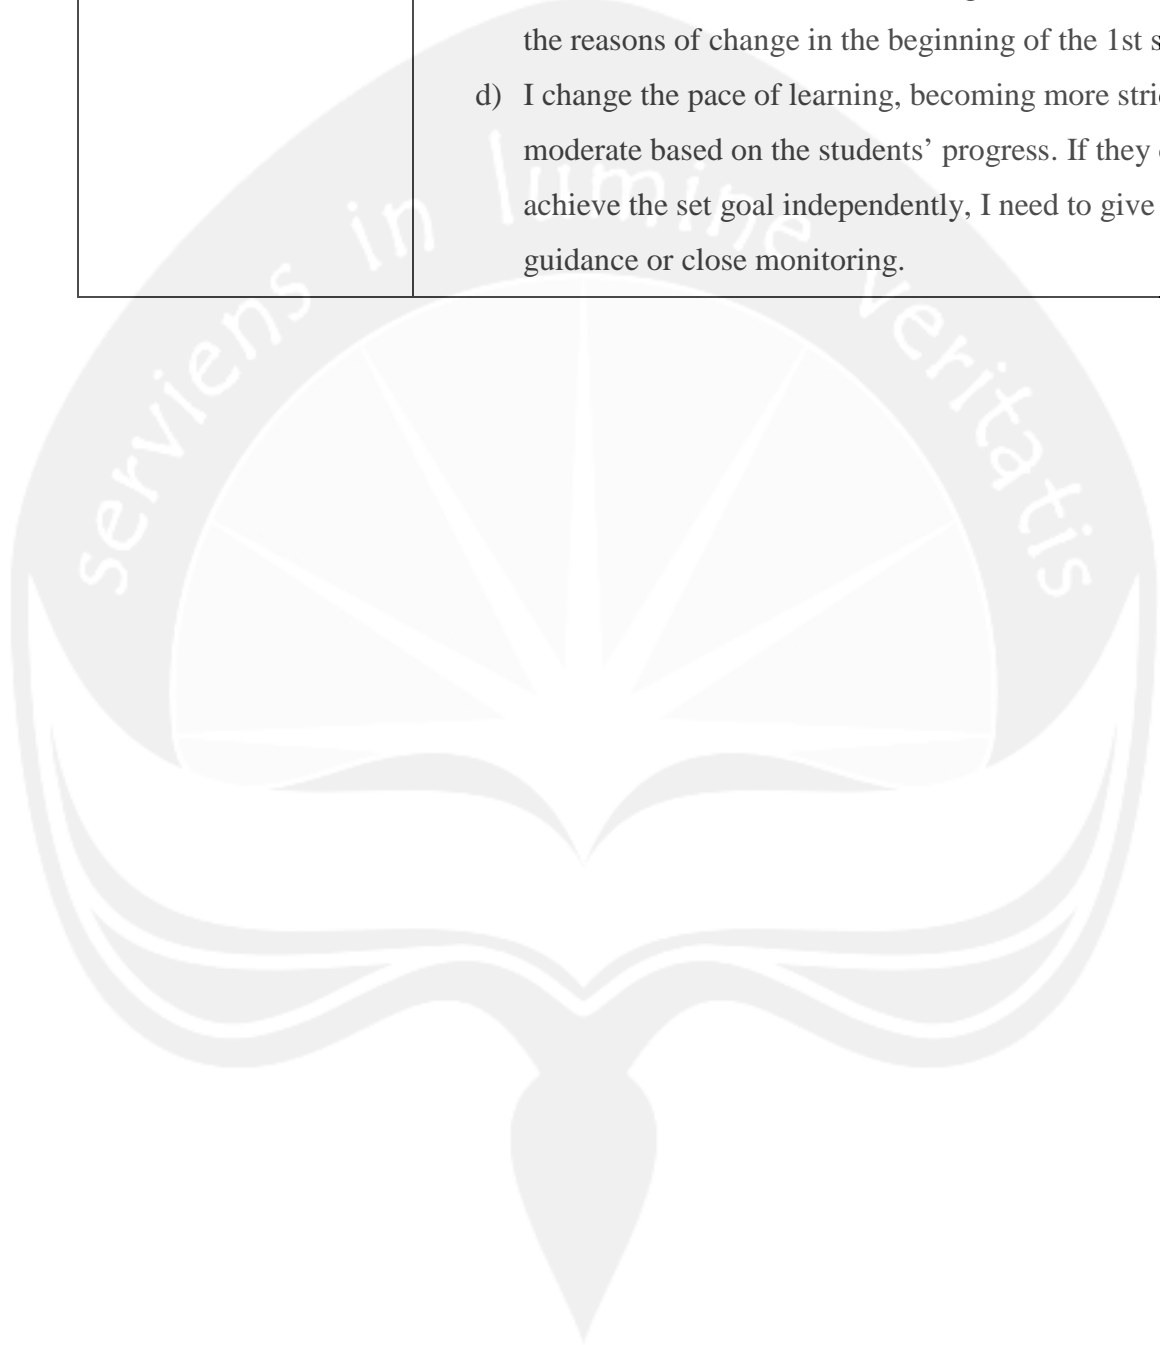 the reasons of change in the beginning of the 1st
d) I change the pace of learning, becoming more
moderate based on the students’ progress. If they
achieve the set goal independently, I need to give
guidance or close monitoring.
serviens in lumine veritatis